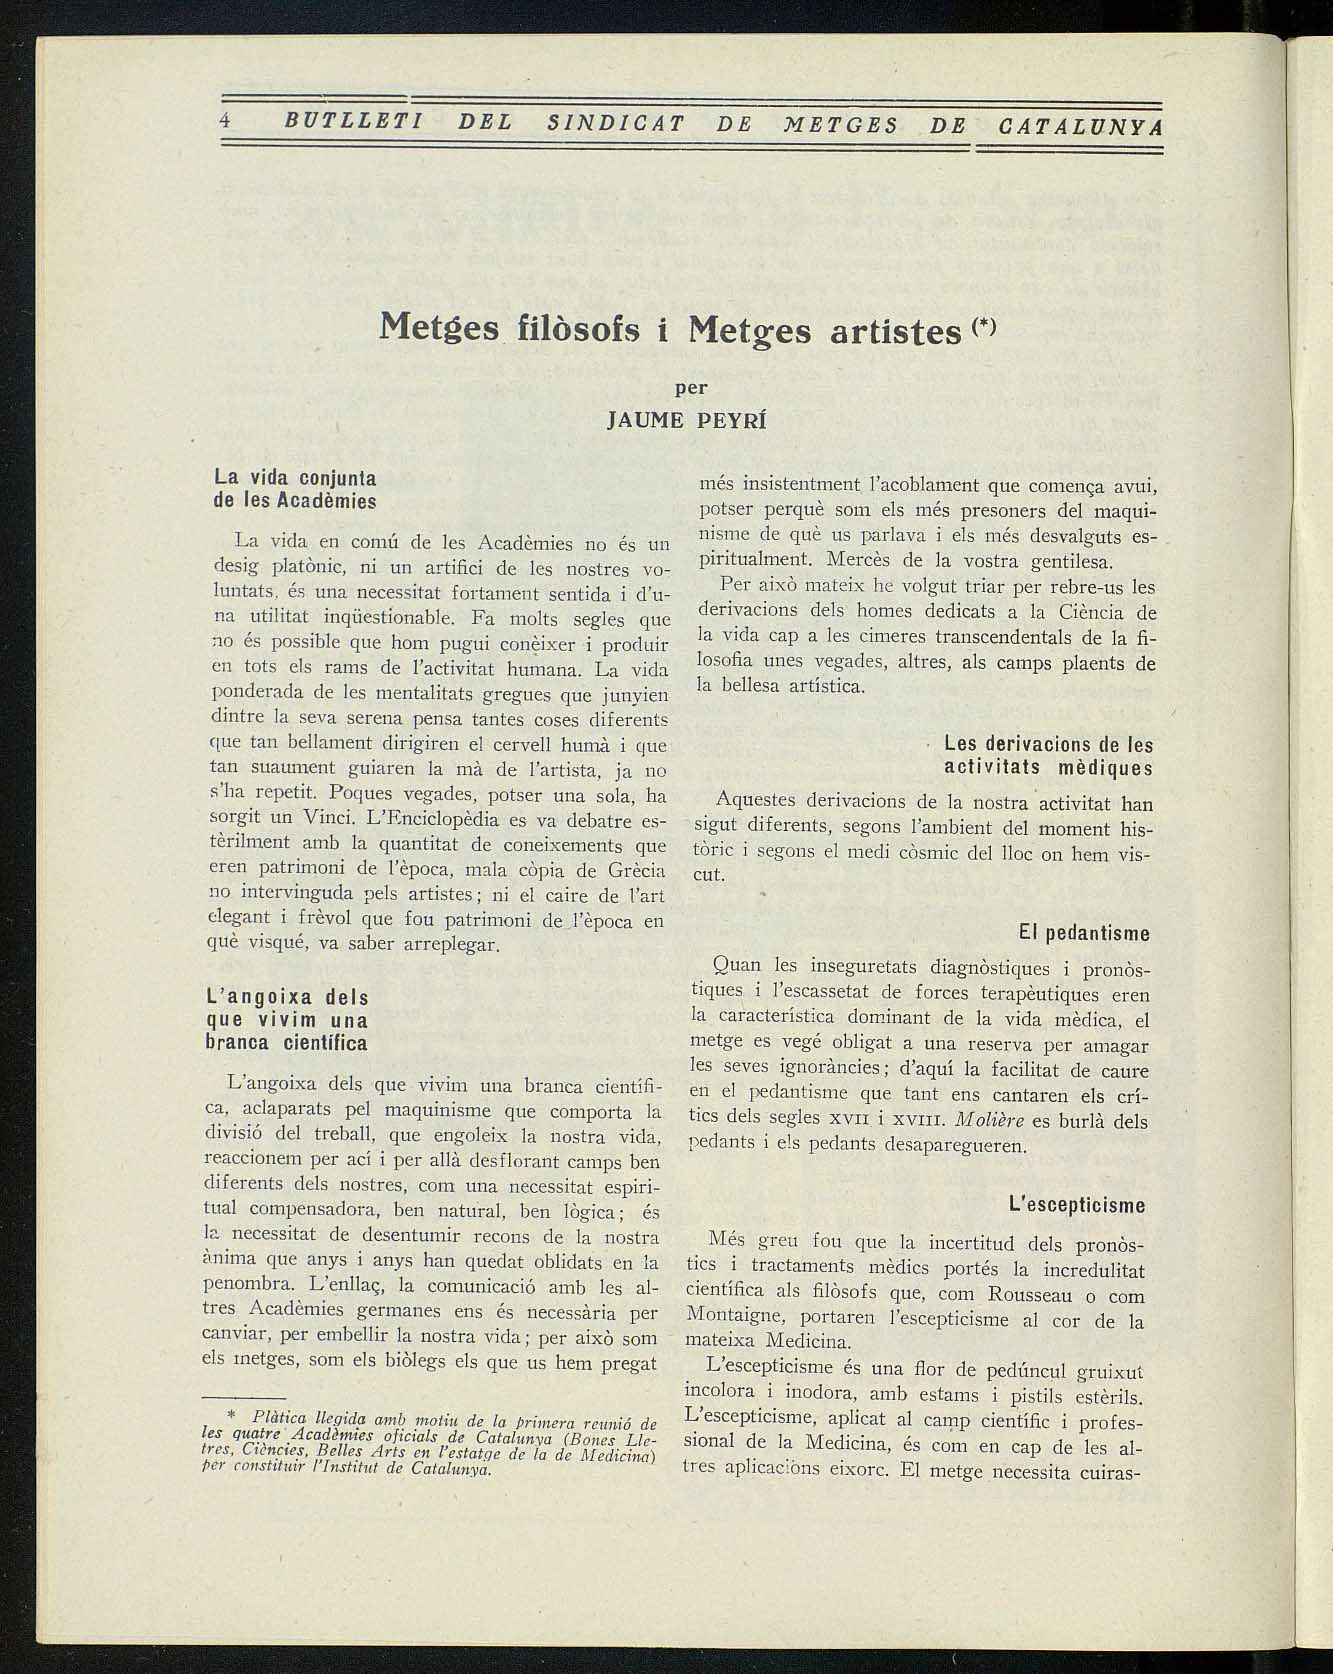 4 BUTLLETI DEL SINDICAT DE METGES DE CATALUNYA
Metges filòsofs i Metges artistes (*)
per
JAUME PEYRÍ
La vida conjunta
de les Acadèmies
La vida en comú de les Acadèmies no és un
desig platònic, ni un artifici de les nostres vo-
luntats, és una necessitat fortament sentida i d'u-
na utilitat inqüestionable. Fa molts segles que
no és possible que hom pugui conèixer i produir
en tots els rams de l'activitat humana. La vida
ponderada de les mentalitats gregues que junyien
dintre la seva serena pensa tantes coses diferents
que tan bellament dirigiren el cervell humà i que
tan suaument guiaren la mà de l'artista, ja no
s'ha repetit. Poques vegades, potser una sola, ha
sorgit un Vinci. L'Enciclopèdia es va debatre es-
tèrilment amb la quantitat de coneixements que
eren patrimoni de l'època, mala còpia de Grècia
no intervinguda pels artistes; ni el caire de l'art
elegant i frèvol que fou patrimoni de l'època en
què visqué, va saber arreplegar.
L'angoixa dels
que vivim una
branca científica
L'angoixa dels que vivim una branca científi-
ca, aclaparats pel maquinisme que comporta la
divisió del treball, que engoleix la nostra vida,
reaccionem per ací i per allà desflorant camps ben
diferents dels nostres, com una necessitat espiri-
tual compensadora, ben natural, ben lògica; és
la necessitat de desentumir recons de la nostra
ànima que anys i anys han quedat oblidats en la
penombra. L'enllaç, la comunicació amb les al-
tres Acadèmies germanes ens és necessària per
canviar, per embellir la nostra vida; per això som
els metges, som els biòlegs els que us hem pregat
* Plàtica llegida amb motiu de la primera reunió de
les quatre Acadèmies oficials de Catalunya (Bones Lle-
tres, Ciències, Belles Arts en l'estatge de la de Medicina)
per constituir l'Institut de Catalunya.
més insistentment l'acoblament que comença avui,
potser perquè som els més presoners del maqui-
nisme de què us parlava i els més desvalguts es-
piritualment. Mercès de la vostra gentilesa.
Per això mateix he volgut triar per rebre-us les
derivacions dels homes dedicats a la Ciència de
la vida cap a les cimeres transcendentals de la fi-
losofia unes vegades, altres, als camps plaents de
la bellesa artística.
Les derivacions de les
activitats mèdiques
Aquestes derivacions de la nostra activitat han
sigut diferents, segons l'ambient del moment his-
tòric i segons el medi còsmic del lloc on hem vis-
cut.
El pedantisme
Quan les inseguretats diagnòstiques i pronòs-
tiques i l'escassetat de forces terapèutiques eren
la característica dominant de la vida mèdica, el
metge es vegé obligat a una reserva per amagar
les seves ignoràncies; d'aquí la facilitat de caure
en el pedantisme que tant ens cantaren els crí-
tics dels segles XVII i XVIII. Molière es burlà dels
pedants i els pedants desaparegueren.
L'escepticisme
Més greu fou que la incertitud dels pronòs-
tics i tractaments mèdics portés la incredulitat
científica als filòsofs que, com Rousseau o com
Montaigne, portaren l'escepticisme al cor de la
mateixa Medicina.
L'escepticisme és una flor de pedúncul gruixut
incolora i inodora, amb estams i pistils estèrils.
L'escepticisme, aplicat al camp científic i profes-
sional de la Medicina, és com en cap de les al-
tres aplicacions eixorc. El metge necessita cuiras-